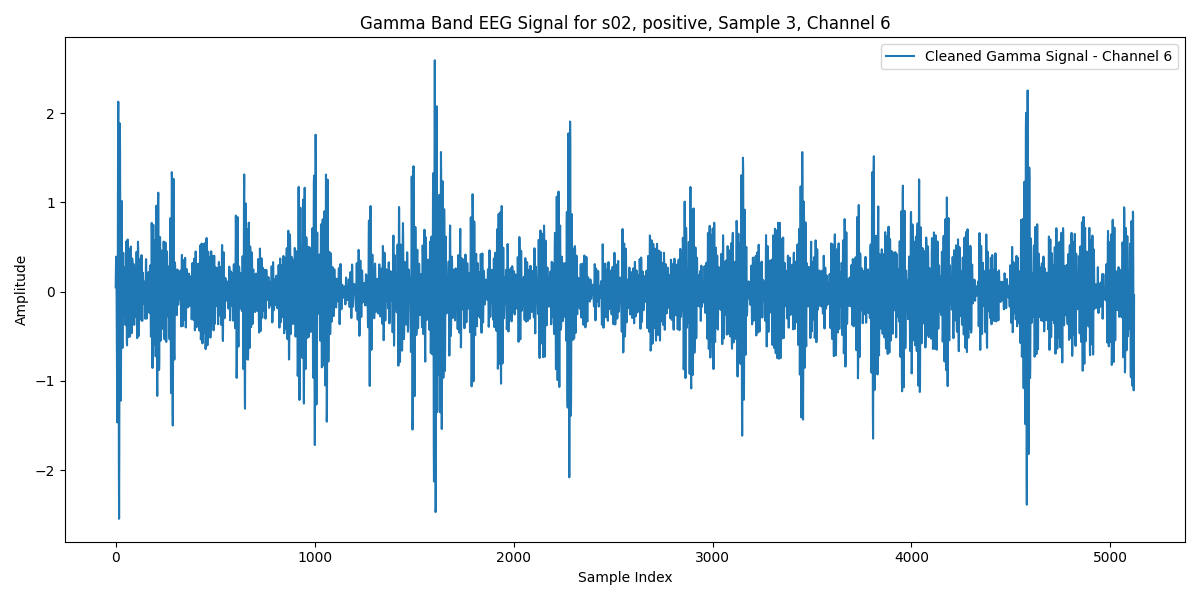 Gamma Band EEG Signal for s02, positive, Sample 3, Channel 6
Cleaned Gamma Signal - Channel 6
2
1
0
−1
−2
Amplitude
0 1000 2000 3000 4000 5000
Sample Index